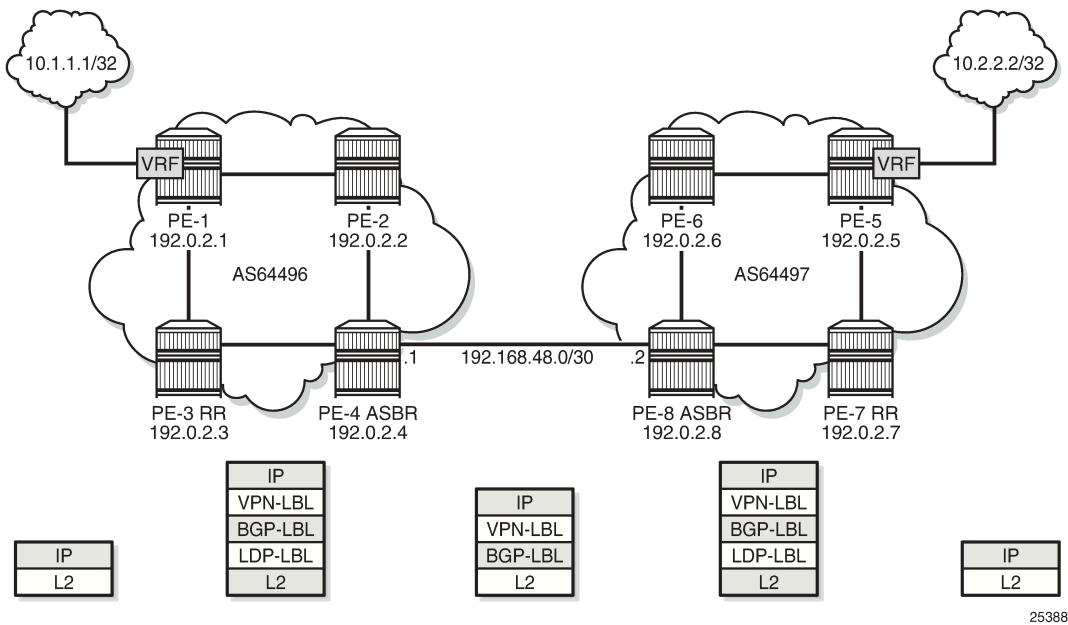 10.1.1.1/32
10.2.2.2/32
VRF
VRF
PE-1
192.0.2.1
PE-2
192.0.2.2
PE-6
192.0.2.6
PE-5
192.0.2.5
AS64496
AS64497
.1
192.168.48.0/30
.2
PE-3 RR
192.0.2.3
PE-4 ASBR
192.0.2.4
PE-8 ASBR
192.0.2.8
PE-7 RR
192.0.2.7
IP
L2
IP
VPN-LBL
BGP-LBL
LDP-LBL
L2
IP
VPN-LBL
BGP-LBL
L2
IP
VPN-LBL
BGP-LBL
LDP-LBL
L2
IP
L2
25388